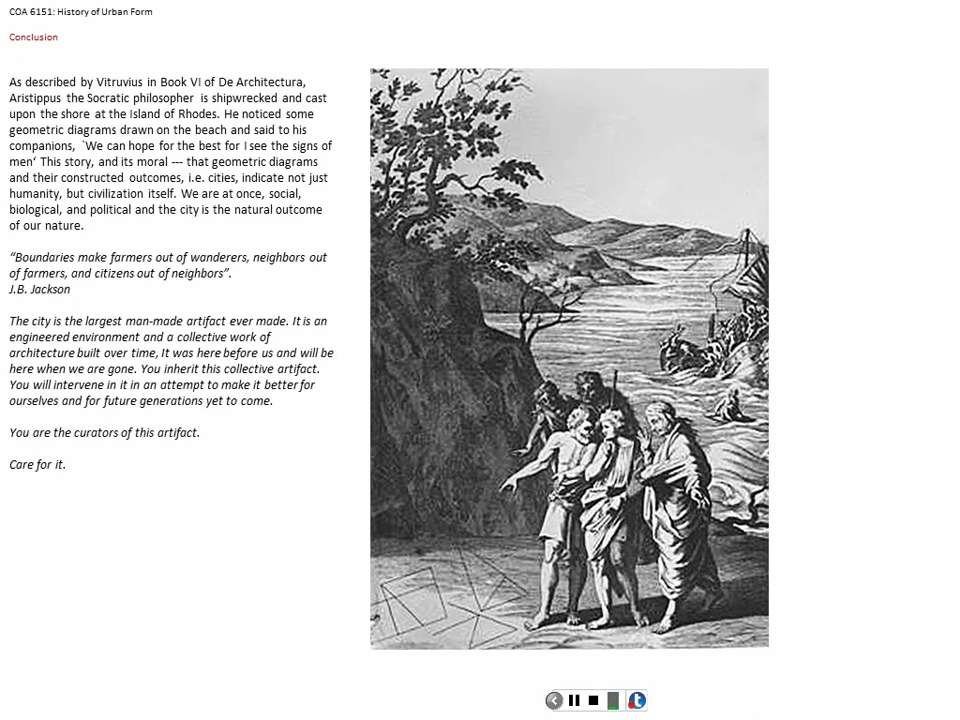 COA 6151: History of Urban Form
Conclusion
As described by Vitruvius in Book VI of De Architectura,
Aristippus the Socratic philosopher is shipwrecked and cast
upon the shore at the Island of Rhodes. He noticed some
geometric diagrams drawn on the beach and said to his
companions, `We can hope for the best for I see the signs of
men‘ This story, and its moral --- that geometric diagrams
and their constructed outcomes, i.e. cities, indicate not just
humanity, but civilization itself. We are at once, social,
biological, and political and the city is the natural outcome
of our nature.
“Boundaries make farmers out of wanderers, neighbors out
of farmers, and citizens out of neighbors”.
J.B. Jackson
The city is the largest man-made artifact ever made. It is an
engineered environment and a collective work of
architecture built over time, It was here before us and will be
here when we are gone. You inherit this collective artifact.
You will intervene in it in an attempt to make it better for
ourselves and for future generations yet to come.
You are the curators of this artifact.
Care for it.